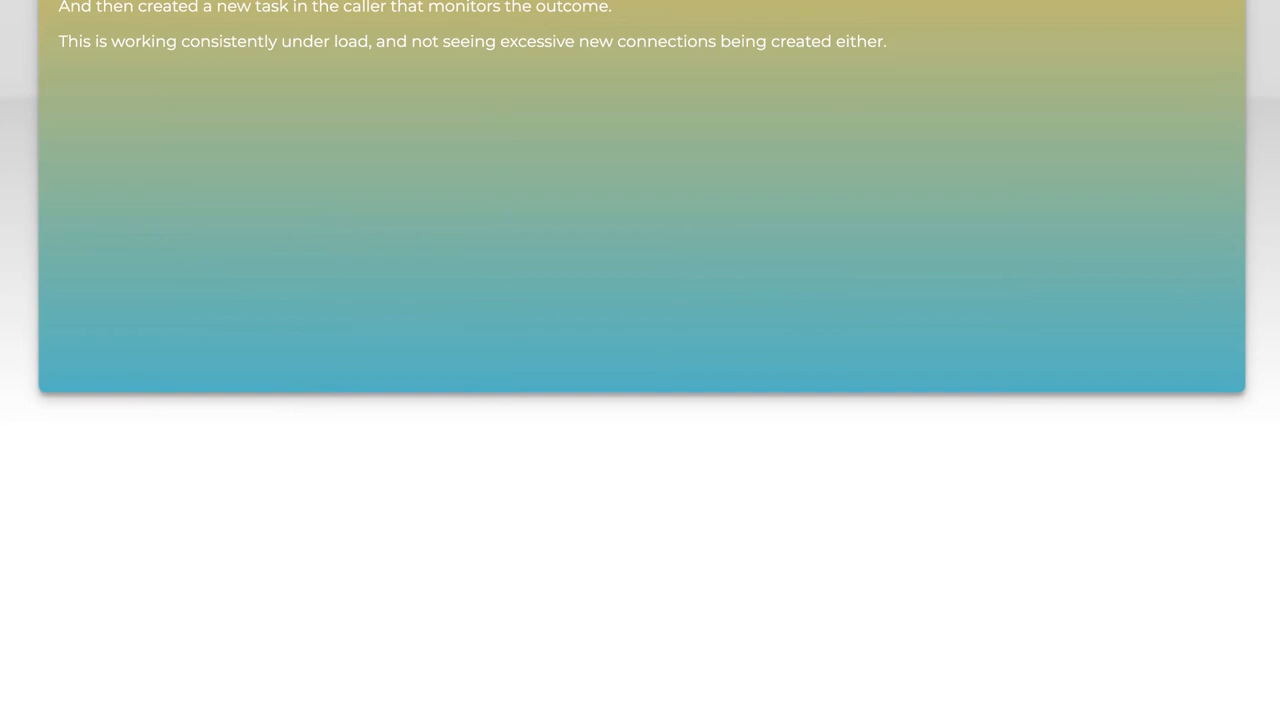 And then created a new task in the caller that monitors the outcome.
This is working consistently under load, and not seeing excessive new connections being created either.